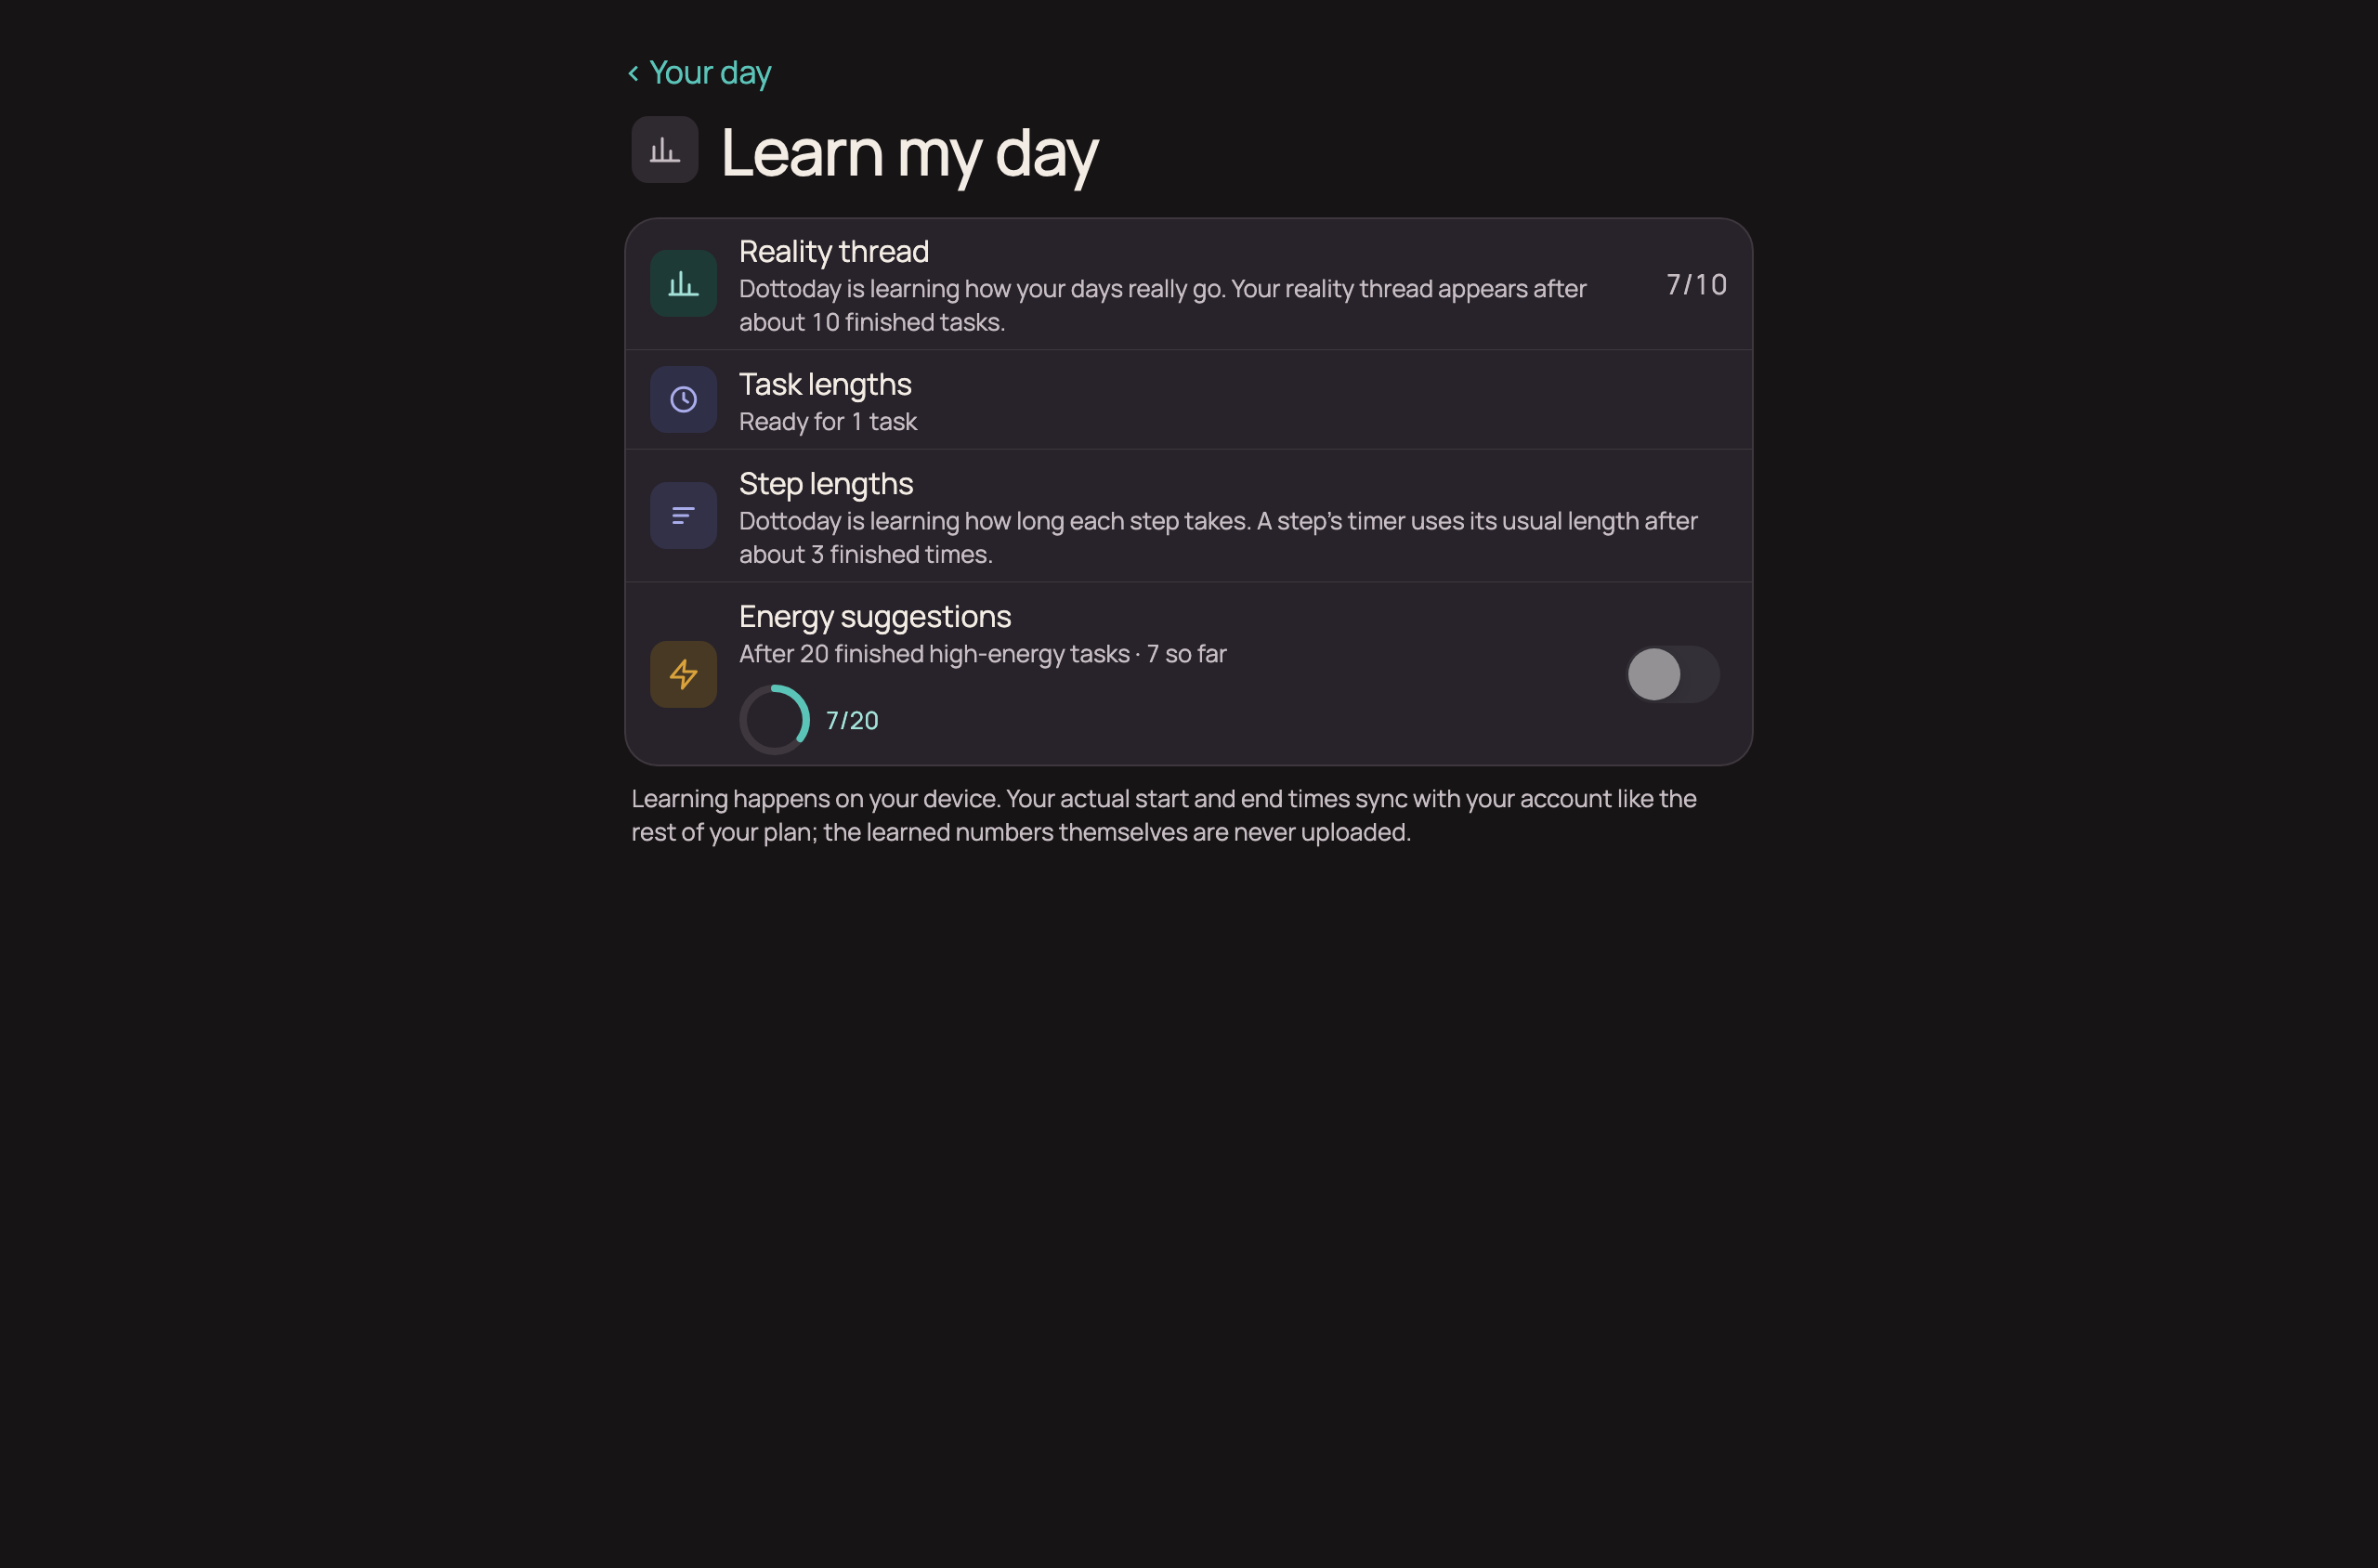 ‹ Your day
Learn my day
Reality thread
Dottoday is learning how your days really go. Your reality thread appears after
about 10 finished tasks.
7/10
Task lengths
Ready for 1 task
Step lengths
Dottoday is learning how long each step takes. A step’s timer uses its usual length after
about 3 finished times.
Energy suggestions
After 20 finished high-energy tasks · 7 so far
7/20
Learning happens on your device. Your actual start and end times sync with your account like the
rest of your plan; the learned numbers themselves are never uploaded.